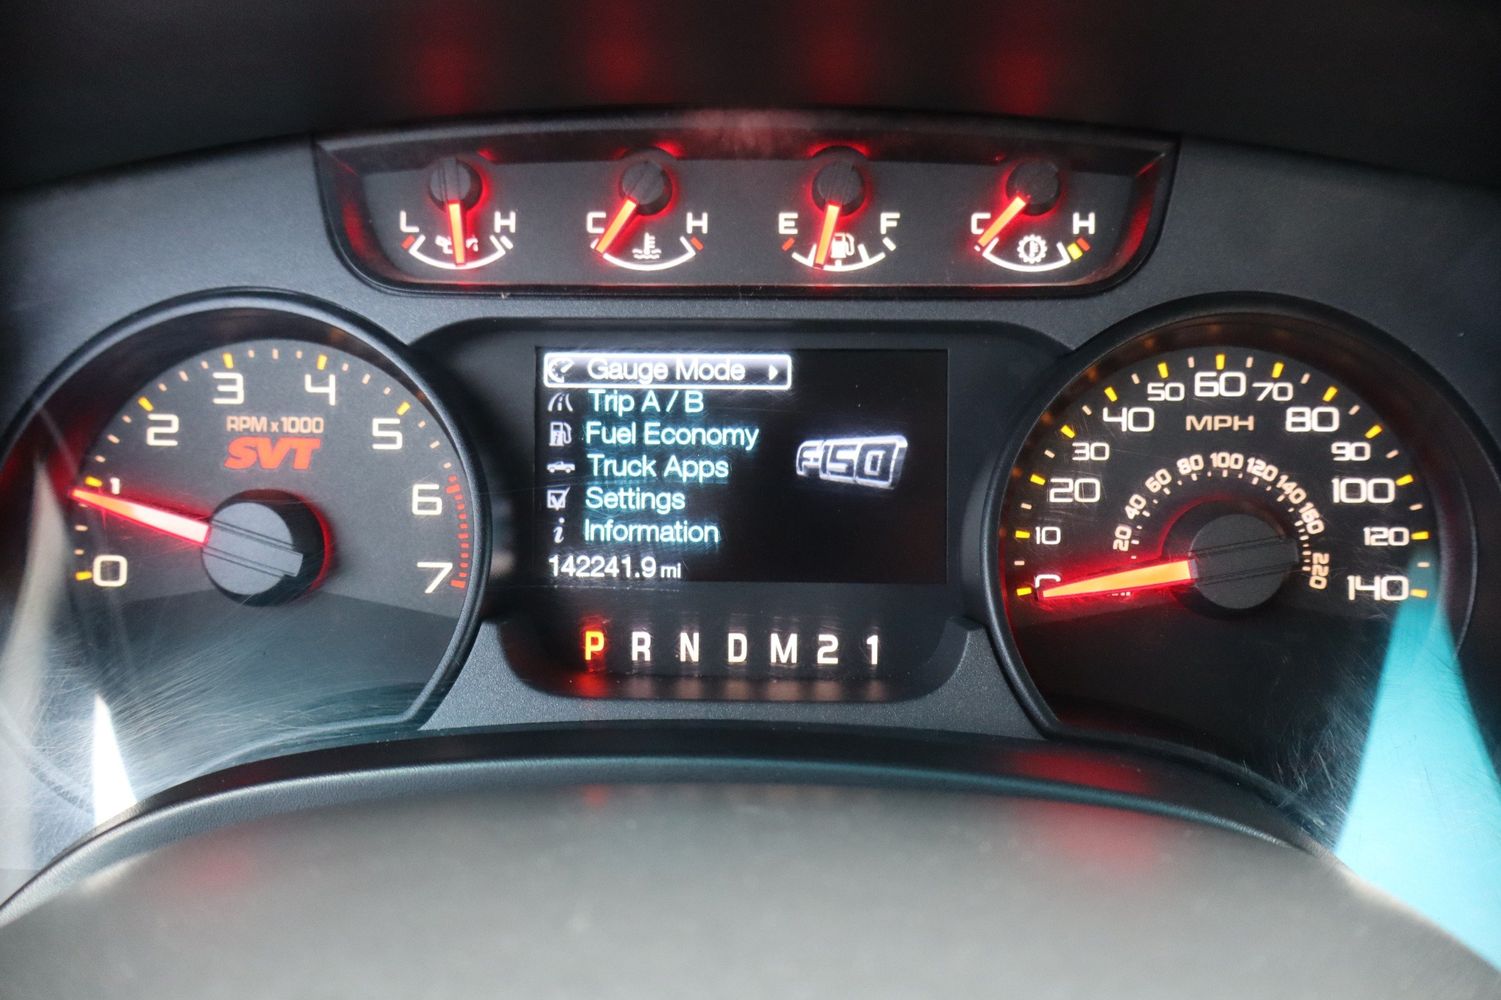 L H
C H
E F
C H
0 1 2 3 4 5 6 7
RPM x 1000
SVT
Gauge Mode
Trip A / B
Fuel Economy
Truck Apps
Settings
Information
142241.9 mi
F-150
P R N D M 2 1
0 10 20 30 40 50 60 70 80 90 100 120 140
MPH
20 40 60 80 100 120 140 220